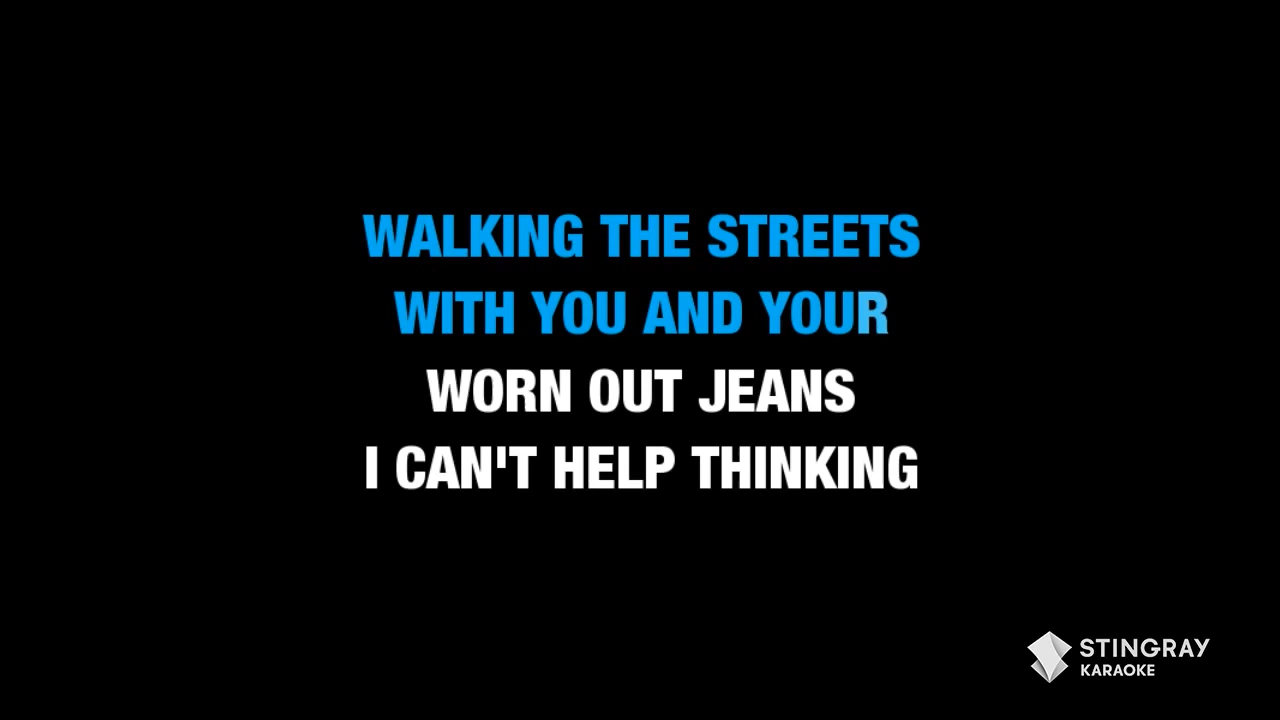 WALKING THE STREETS
WITH YOU AND YOUR
WORN OUT JEANS
I CAN'T HELP THINKING
STINGRAY
KARAOKE